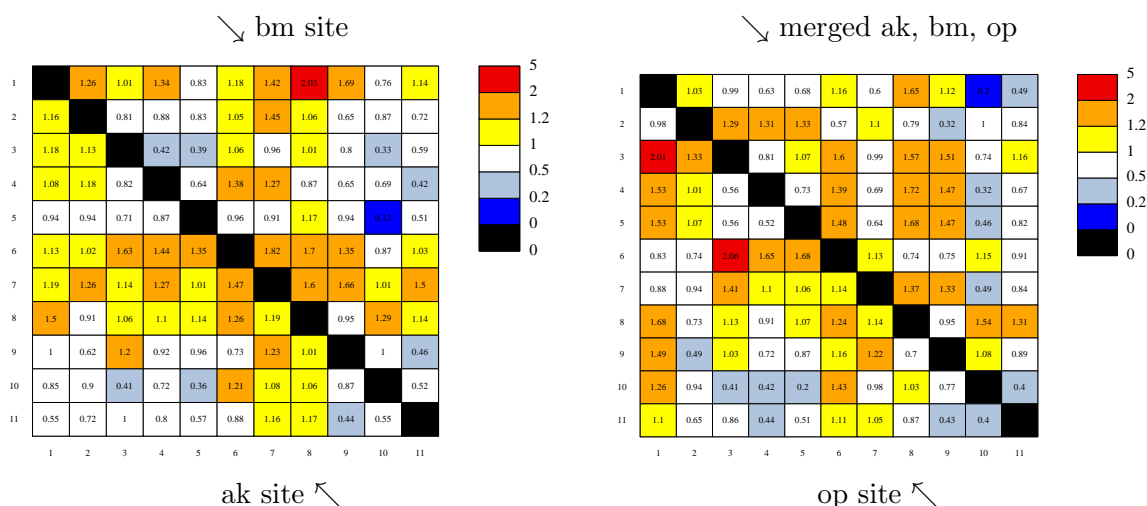 ↘ bm site
↘ merged ak, bm, op
1 1.26 1.01 1.34 0.83 1.18 1.42 2.03 1.69 0.76 1.14
2 1.16 0.81 0.88 0.83 1.05 1.45 1.06 0.65 0.87 0.72
3 1.18 1.13 0.42 0.39 1.06 0.96 1.01 0.8 0.33 0.59
4 1.08 1.18 0.82 0.64 1.38 1.27 0.87 0.65 0.69 0.42
5 0.94 0.94 0.71 0.87 0.96 0.91 1.17 0.94 0.12 0.51
6 1.13 1.02 1.63 1.44 1.35 1.82 1.7 1.35 0.87 1.03
7 1.19 1.26 1.14 1.27 1.01 1.47 1.6 1.66 1.01 1.5
8 1.5 0.91 1.06 1.1 1.14 1.26 1.19 0.95 1.29 1.14
9 1 0.62 1.2 0.92 0.96 0.73 1.23 1.01 1 0.46
10 0.85 0.9 0.41 0.72 0.36 1.21 1.08 1.06 0.87 0.52
11 0.55 0.72 1 0.8 0.57 0.88 1.16 1.17 0.44 0.55
1 2 3 4 5 6 7 8 9 10 11
5
2
1.2
1
0.5
0.2
0
0
ak site ↖
1 1.03 0.99 0.63 0.68 1.16 0.6 1.65 1.12 0.2 0.49
2 0.98 1.29 1.31 1.33 0.57 1.1 0.79 0.32 1 0.84
3 2.01 1.33 0.81 1.07 1.6 0.99 1.57 1.51 0.74 1.16
4 1.53 1.01 0.56 0.73 1.39 0.69 1.72 1.47 0.32 0.67
5 1.53 1.07 0.56 0.52 1.48 0.64 1.68 1.47 0.46 0.82
6 0.83 0.74 2.06 1.65 1.68 1.13 0.74 0.75 1.15 0.91
7 0.88 0.94 1.41 1.1 1.06 1.14 1.37 1.33 0.49 0.84
8 1.68 0.73 1.13 0.91 1.07 1.24 1.14 0.95 1.54 1.31
9 1.49 0.49 1.03 0.72 0.87 1.16 1.22 0.7 1.08 0.89
10 1.26 0.94 0.41 0.42 0.2 1.43 0.98 1.03 0.77 0.4
11 1.1 0.65 0.86 0.44 0.51 1.11 1.05 0.87 0.43 0.4
1 2 3 4 5 6 7 8 9 10 11
5
2
1.2
1
0.5
0.2
0
0
op site ↖